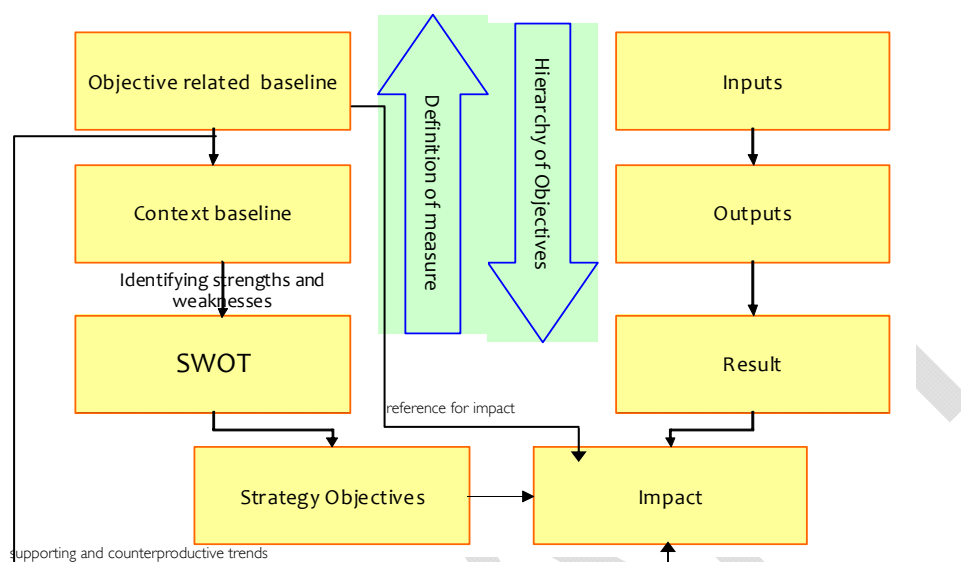 Objective related baseline
Context baseline
Identifying strengths and
weaknesses
SWOT
Strategy Objectives
supporting and counterproductive trends
Definition of measure
Hierarchy of Objectives
reference for impact
Inputs
Outputs
Result
Impact